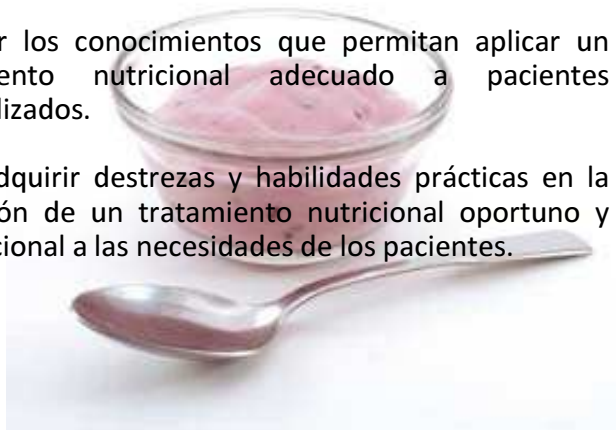 r los conocimientos que permitan aplicar un
ento nutricional adecuado a pacientes
lizados.
dquirir destrezas y habilidades prácticas en la
ón de un tratamiento nutricional oportuno y
cional a las necesidades de los pacientes.